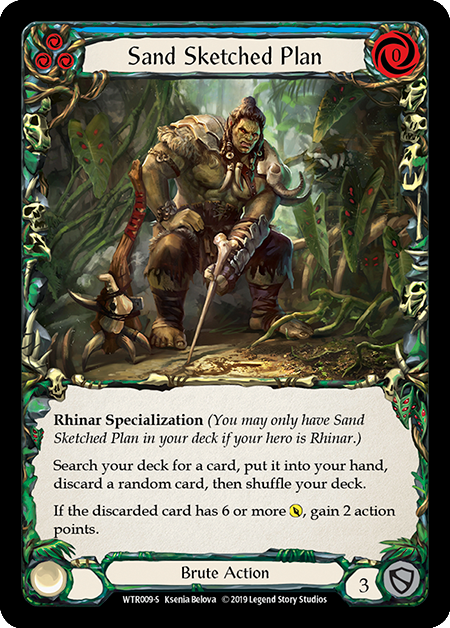 Sand Sketched Plan
0
Rhinar Specialization (You may only have Sand
Sketched Plan in your deck if your hero is Rhinar.)
Search your deck for a card, put it into your hand,
discard a random card, then shuffle your deck.
If the discarded card has 6 or more , gain 2 action
points.
Brute Action
3
WTR009-S Ksenia Belova © 2019 Legend Story Studios